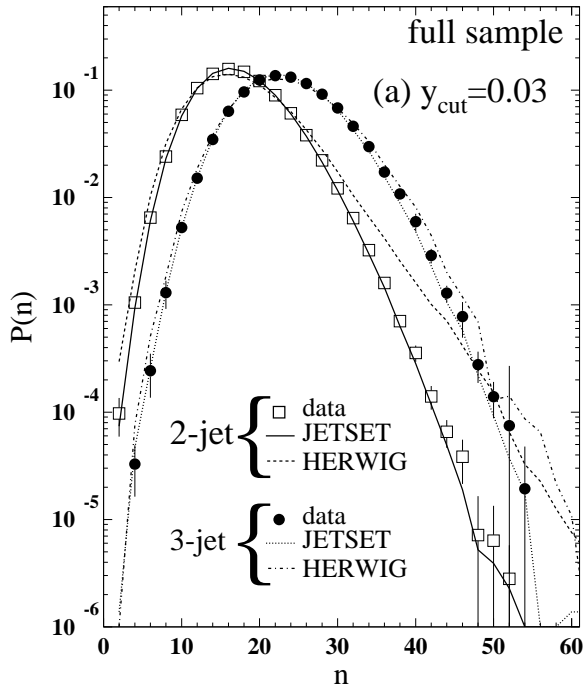 full sample
(a) y_cut=0.03
P(n)
10⁻¹
10⁻²
10⁻³
10⁻⁴
10⁻⁵
10⁻⁶
2-jet { data
JETSET
HERWIG
3-jet { data
JETSET
HERWIG
0 10 20 30 40 50 60
n